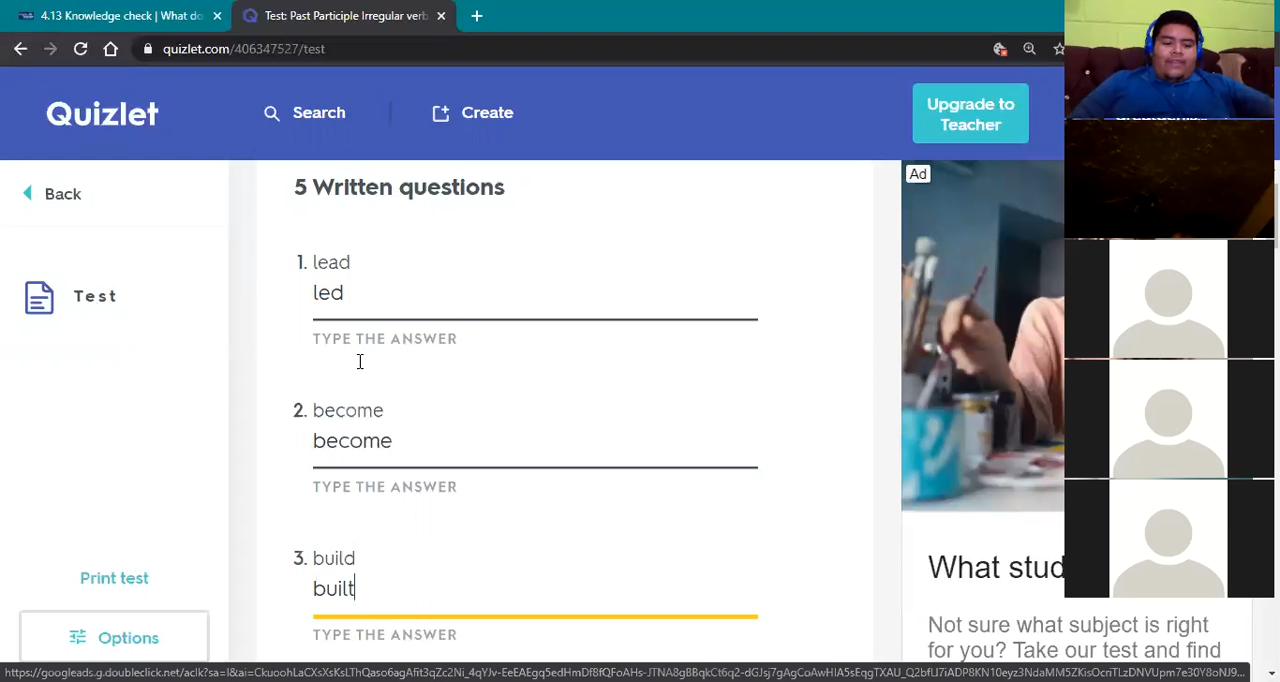 4.13 Knowledge check | What do
Test: Past Participle Irregular verb
quizlet.com/406347527/test
Quizlet
Search
Create
Upgrade to
Teacher
Back
Test
Print test
Options
5 Written questions
1. lead
led
TYPE THE ANSWER
2. become
become
TYPE THE ANSWER
3. build
built
TYPE THE ANSWER
Ad
What stud
Not sure what subject is right
for you? Take our test and find